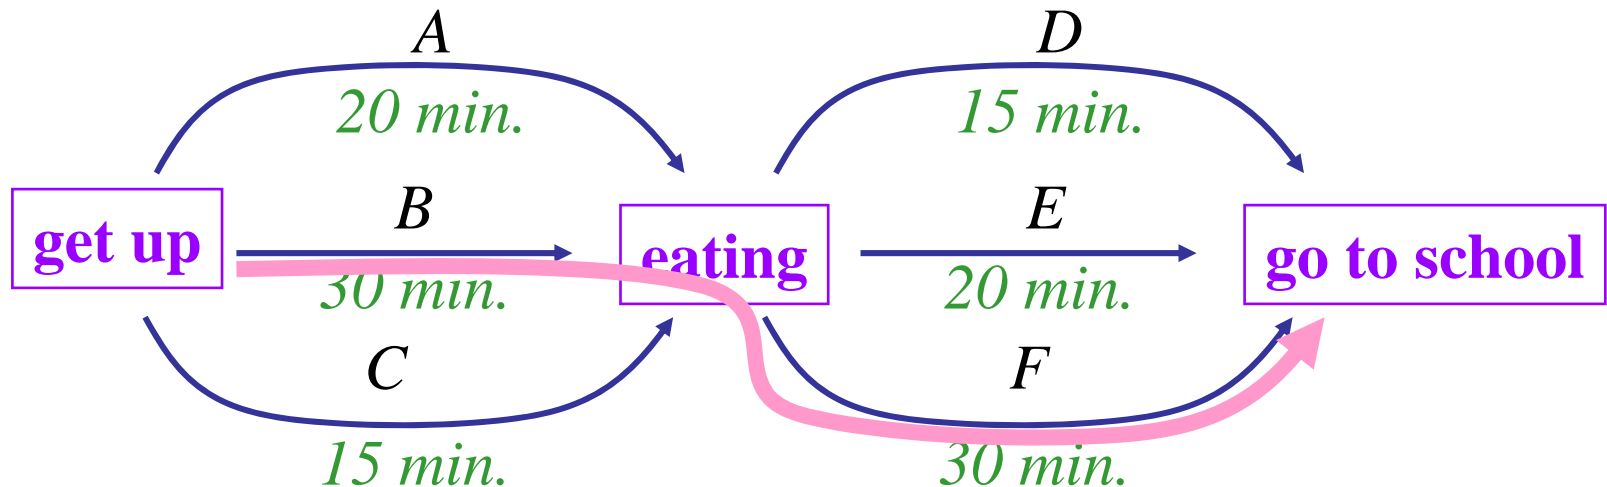 A D
20 min. 15 min.
B E
get up eating go to school
30 min. 20 min.
C F
15 min. 30 min.